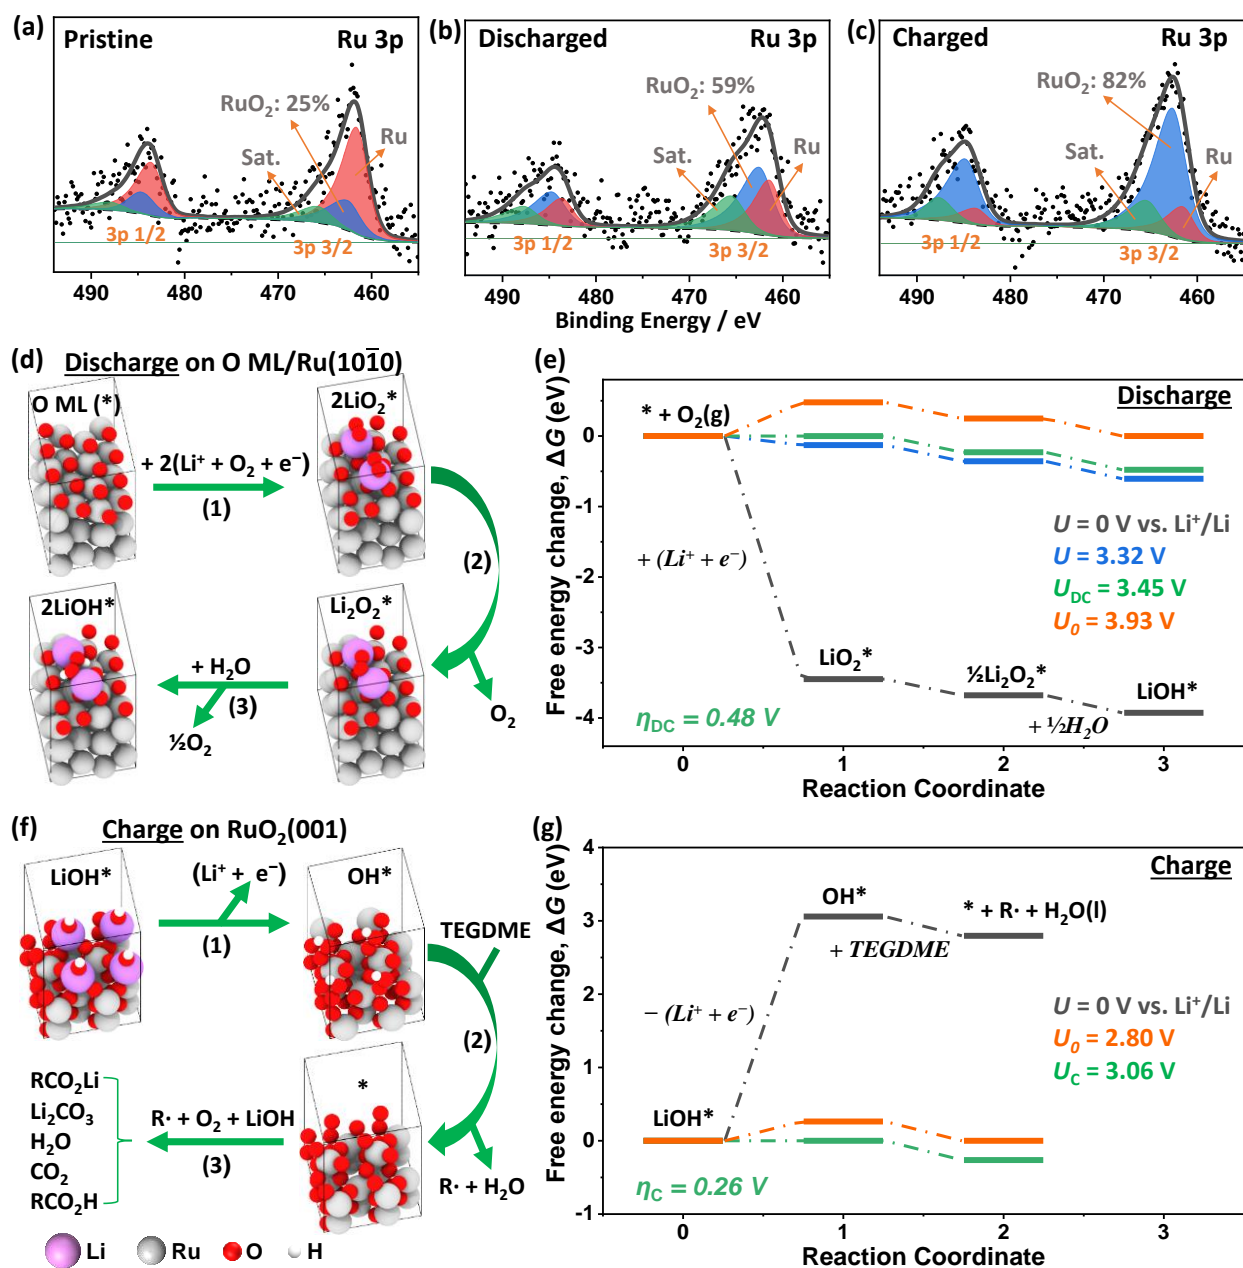 (a) Pristine Ru 3p
RuO₂: 25%
Sat.
Ru
3p 1/2
3p 3/2
490 480 470 460
(b) Discharged Ru 3p
RuO₂: 59%
Sat.
Ru
3p 1/2
3p 3/2
490 480 470 460
(c) Charged Ru 3p
RuO₂: 82%
Sat.
Ru
3p 1/2
3p 3/2
490 480 470 460
Binding Energy / eV
(d) Discharge on O ML/Ru(101̅0)
O ML (*)
+ 2(Li⁺ + O₂ + e⁻)
(1)
2LiO₂*
(2)
O₂
Li₂O₂*
+ H₂O
(3)
½O₂
2LiOH*
(e)
Free energy change, ΔG (eV)
0
-1
-2
-3
-4
Discharge
* + O₂(g)
+ (Li⁺ + e⁻)
U = 0 V vs. Li⁺/Li
U = 3.32 V
U_DC = 3.45 V
U₀ = 3.93 V
LiO₂*
½Li₂O₂*
LiOH*
+ ½H₂O
η_DC = 0.48 V
0 1 2 3
Reaction Coordinate
(f) Charge on RuO₂(001)
LiOH*
(Li⁺ + e⁻)
(1)
OH*
TEGDME
(2)
R· + H₂O
*
R· + O₂ + LiOH
(3)
RCO₂Li
Li₂CO₃
H₂O
CO₂
RCO₂H
Li Ru O H
(g)
Free energy change, ΔG (eV)
4
3
2
1
0
-1
Charge
OH*
* + R· + H₂O(l)
+ TEGDME
− (Li⁺ + e⁻)
U = 0 V vs. Li⁺/Li
U₀ = 2.80 V
U_C = 3.06 V
LiOH*
η_C = 0.26 V
0 1 2 3
Reaction Coordinate